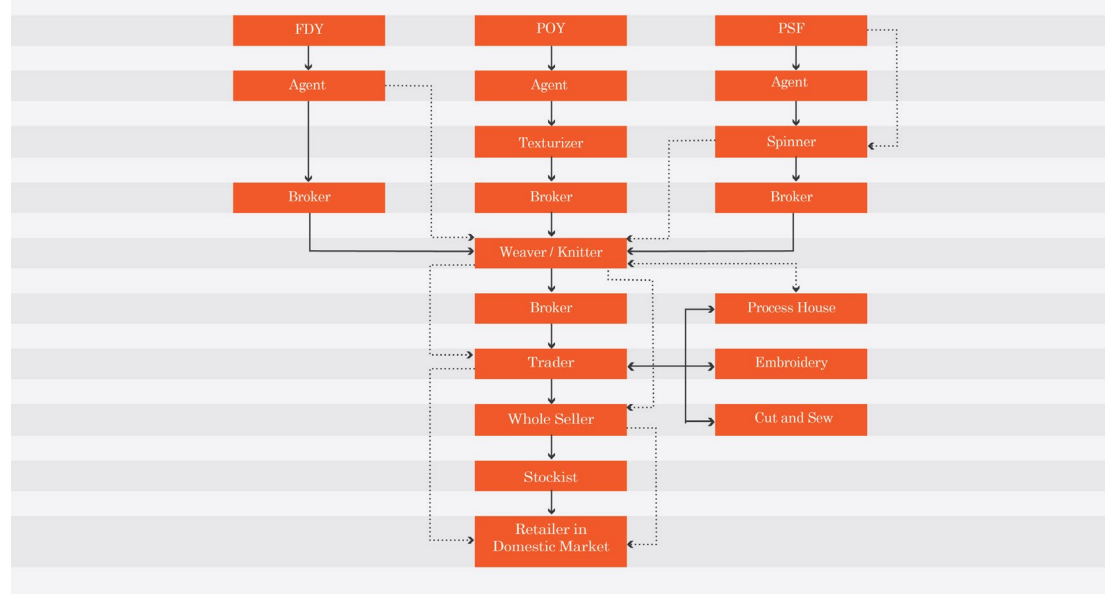 FDY
POY
PSF
Agent
Agent
Agent
Texturizer
Spinner
Broker
Broker
Broker
Weaver / Knitter
Broker
Process House
Trader
Embroidery
Whole Seller
Cut and Sew
Stockist
Retailer in
Domestic Market